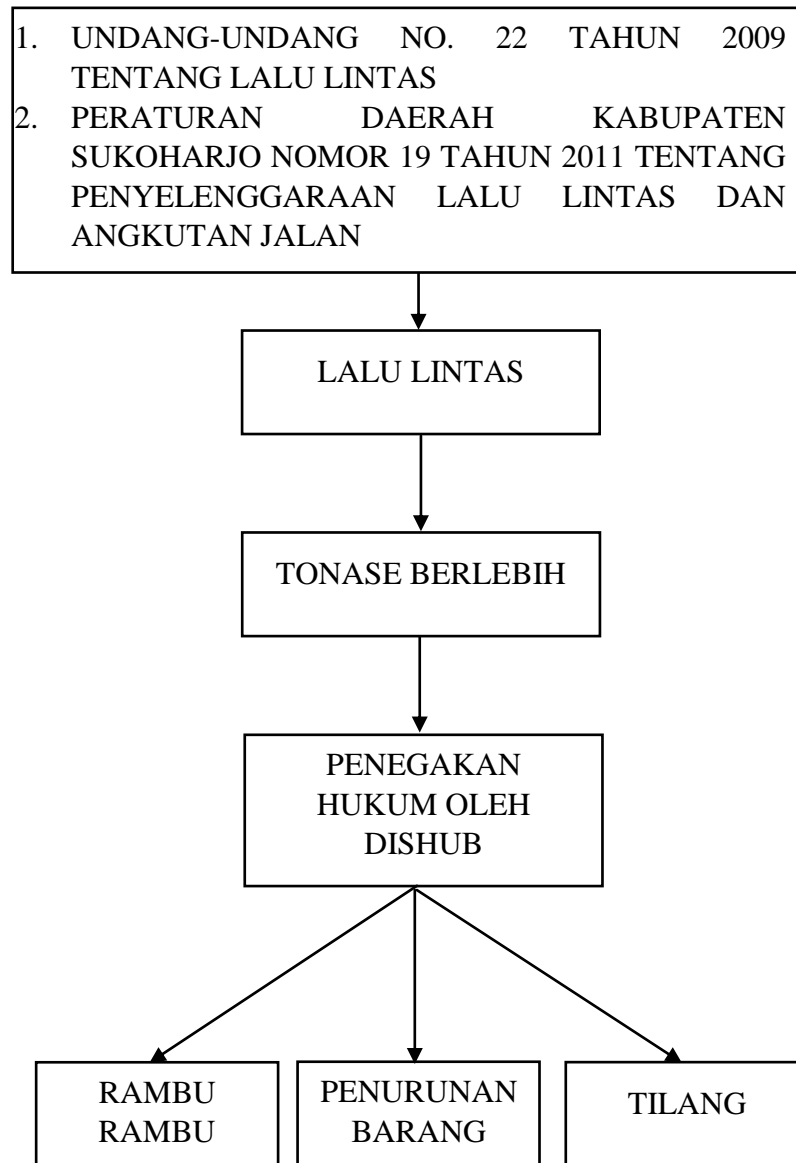 1. UNDANG-UNDANG NO. 22 TAHUN 2009
TENTANG LALU LINTAS
2. PERATURAN DAERAH KABUPATEN
SUKOHARJO NOMOR 19 TAHUN 2011 TENTANG
PENYELENGGARAAN LALU LINTAS DAN
ANGKUTAN JALAN
LALU LINTAS
TONASE BERLEBIH
PENEGAKAN
HUKUM OLEH
DISHUB
RAMBU
RAMBU
PENURUNAN
BARANG
TILANG